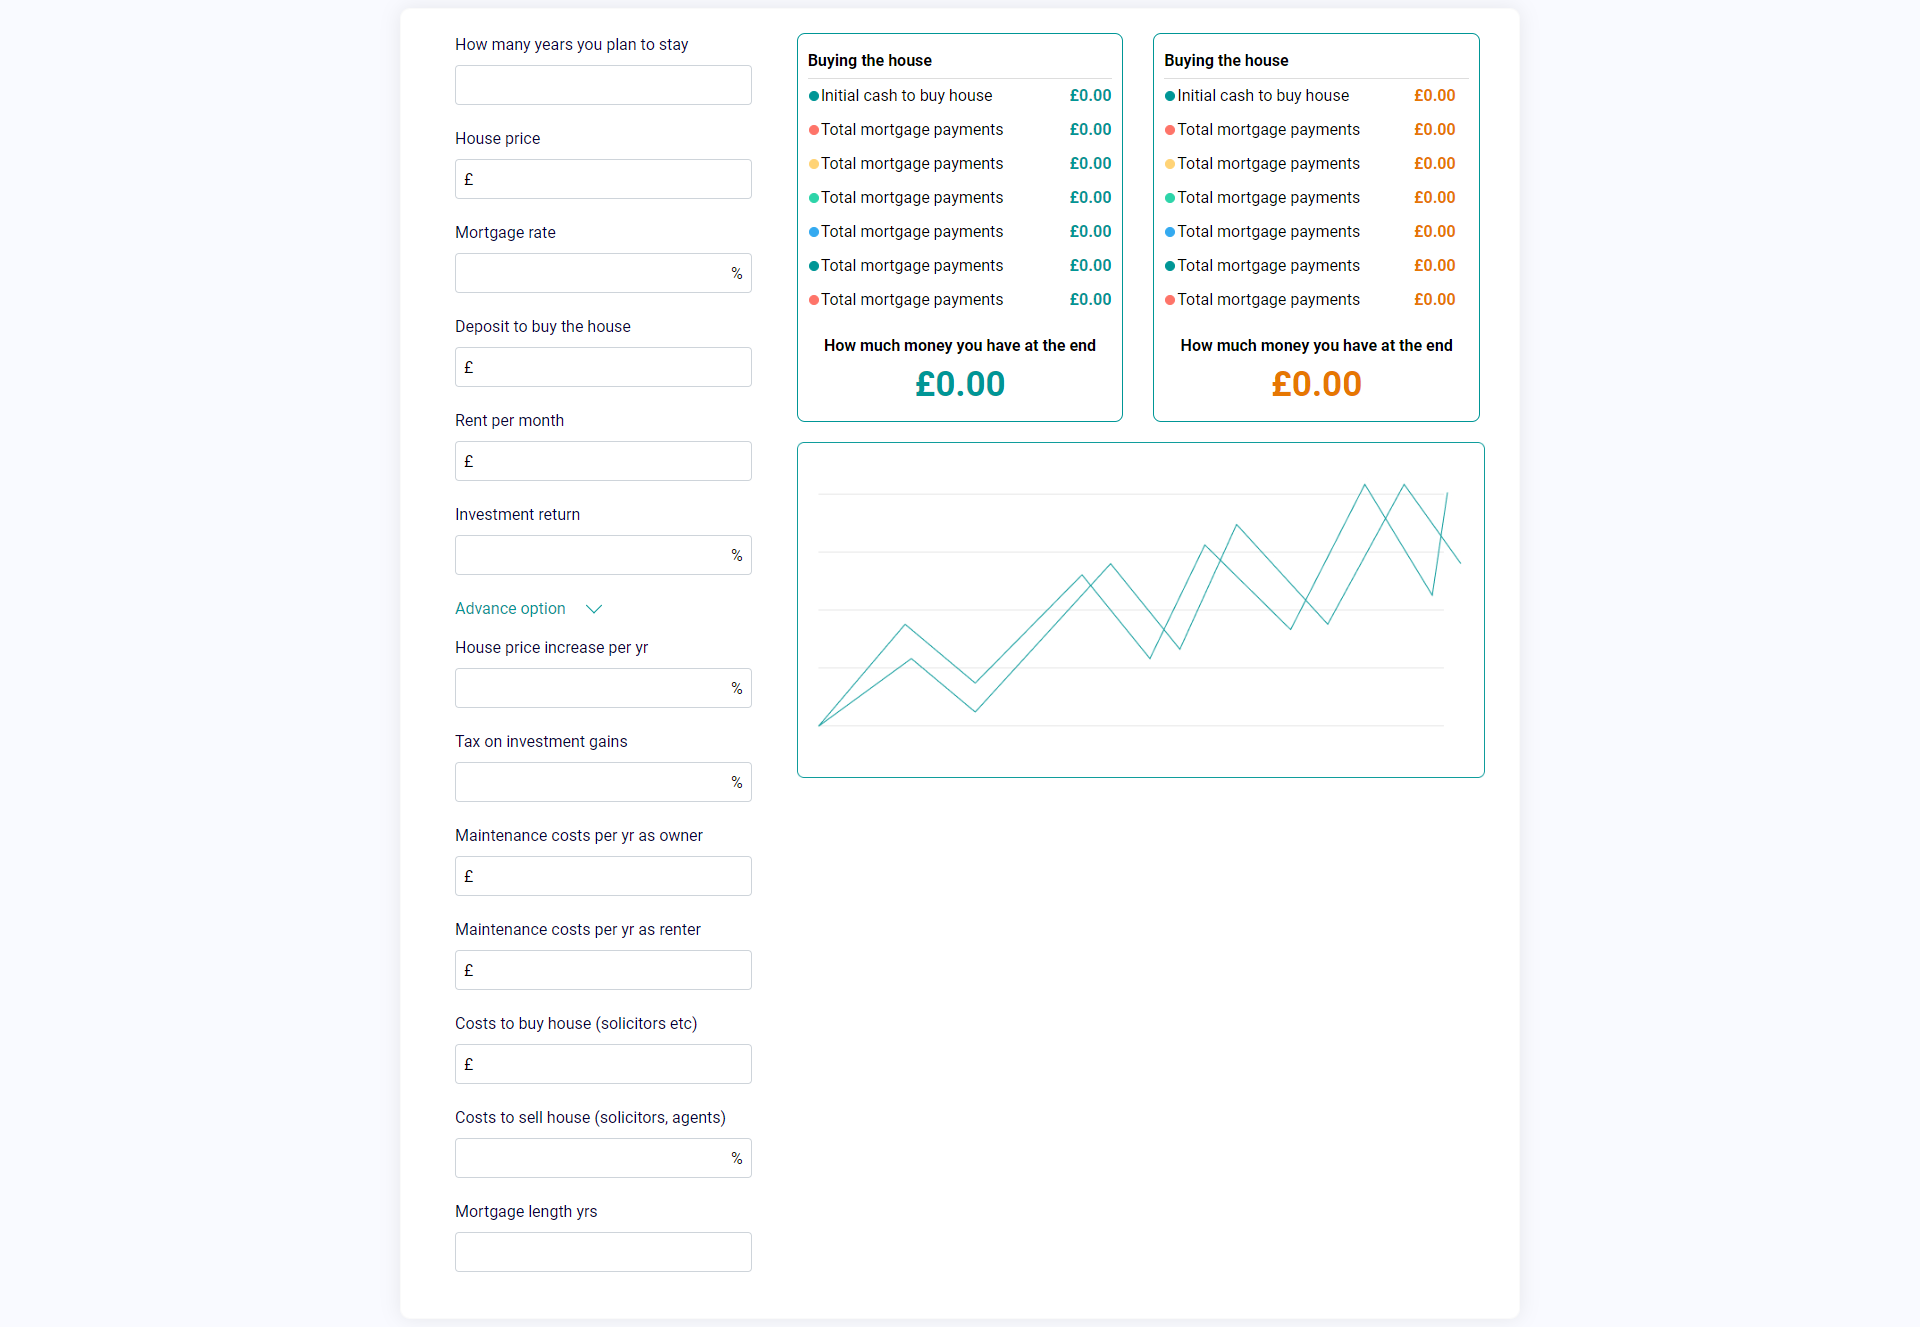 How many years you plan to stay
House price
£
Mortgage rate
%
Deposit to buy the house
£
Rent per month
£
Investment return
%
Advance option
House price increase per yr
%
Tax on investment gains
%
Maintenance costs per yr as owner
£
Maintenance costs per yr as renter
£
Costs to buy house (solicitors etc)
£
Costs to sell house (solicitors, agents)
%
Mortgage length yrs
Buying the house
Initial cash to buy house £0.00
Total mortgage payments £0.00
Total mortgage payments £0.00
Total mortgage payments £0.00
Total mortgage payments £0.00
Total mortgage payments £0.00
Total mortgage payments £0.00
How much money you have at the end
£0.00
Buying the house
Initial cash to buy house £0.00
Total mortgage payments £0.00
Total mortgage payments £0.00
Total mortgage payments £0.00
Total mortgage payments £0.00
Total mortgage payments £0.00
Total mortgage payments £0.00
How much money you have at the end
£0.00